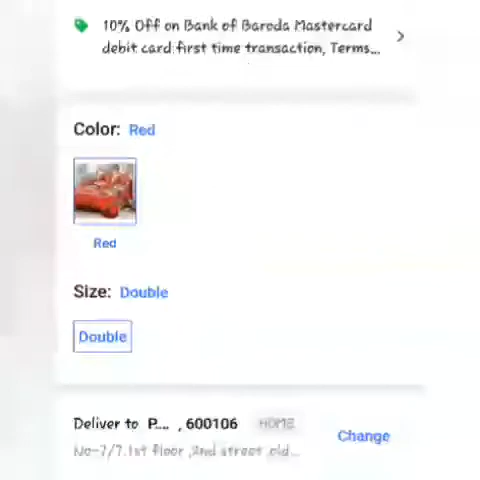 10% Off on Bank of Baroda Mastercard
debit card first time transaction, Terms...
Color: Red
Red
Size: Double
Double
Deliver to P.... , 600106 HOME
Change
No-7/7.1st floor ,2nd street ,old...